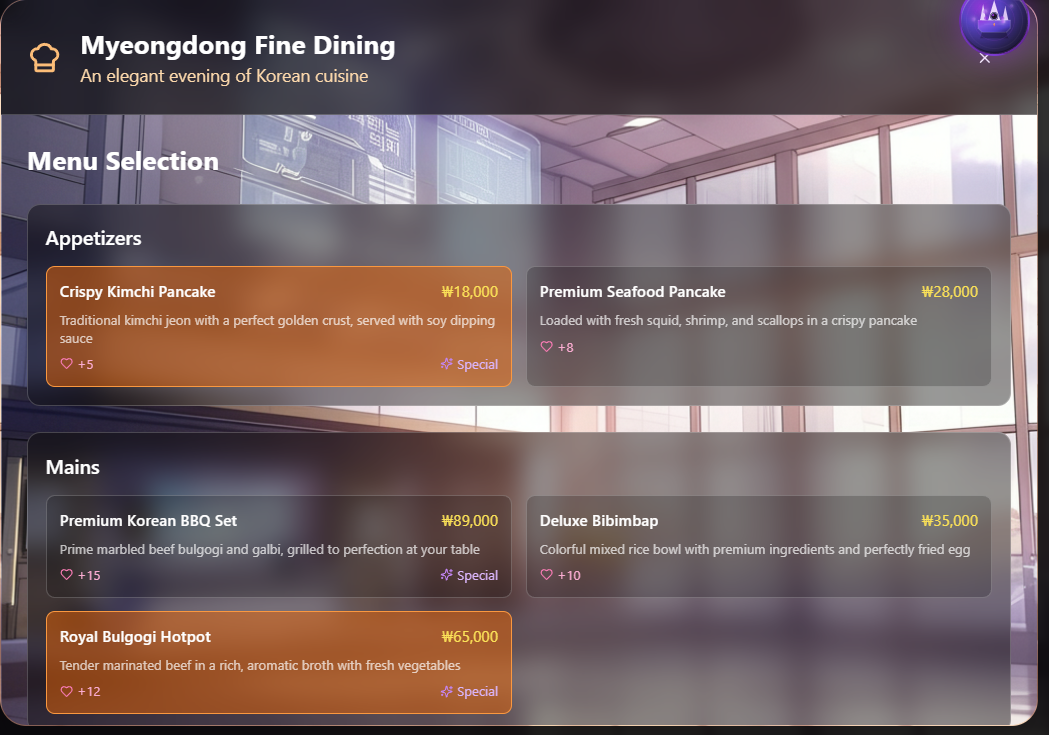 Myeongdong Fine Dining
An elegant evening of Korean cuisine
Menu Selection
Appetizers
Crispy Kimchi Pancake
₩18,000
Traditional kimchi jeon with a perfect golden crust, served with soy dipping
sauce
+5
Special
Premium Seafood Pancake
₩28,000
Loaded with fresh squid, shrimp, and scallops in a crispy pancake
+8
Mains
Premium Korean BBQ Set
₩89,000
Prime marbled beef bulgogi and galbi, grilled to perfection at your table
+15
Special
Deluxe Bibimbap
₩35,000
Colorful mixed rice bowl with premium ingredients and perfectly fried egg
+10
Royal Bulgogi Hotpot
₩65,000
Tender marinated beef in a rich, aromatic broth with fresh vegetables
+12
Special